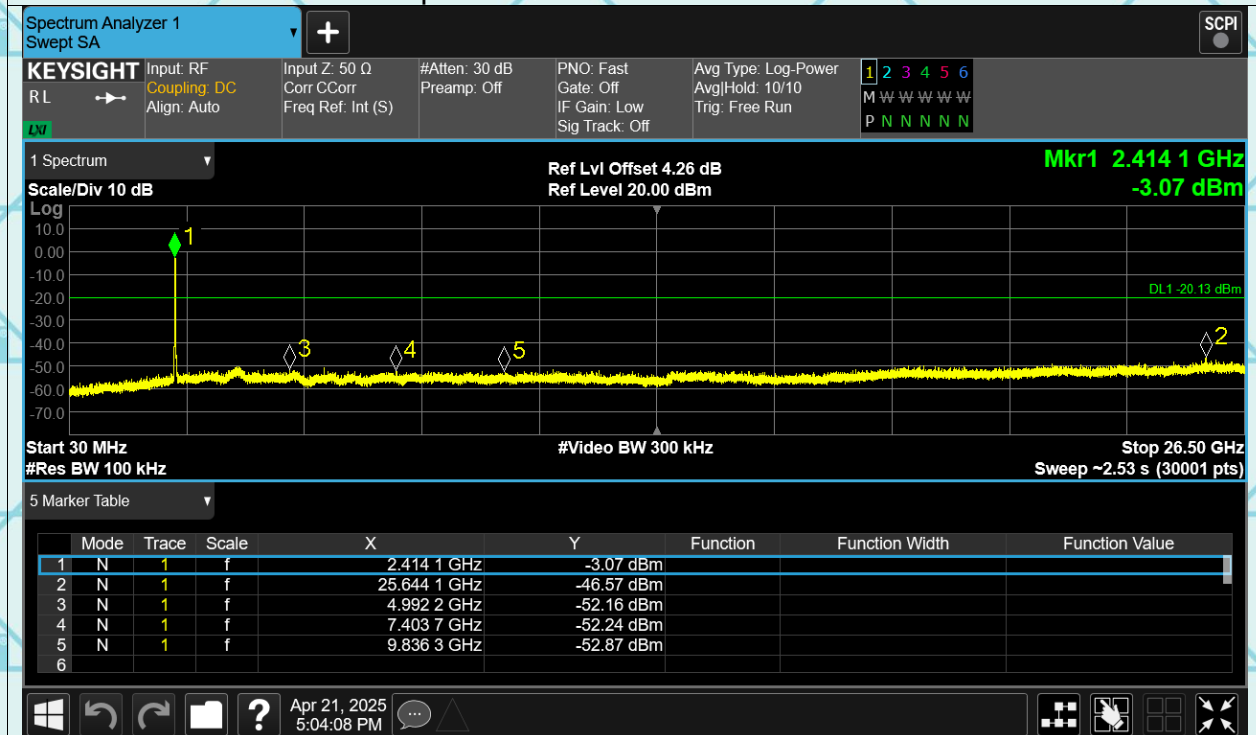 Spectrum Analyzer 1
Swept SA
+
SCPI
KEYSIGHT
RL
LXI
Input: RF
Coupling: DC
Align: Auto
Input Z: 50 Ω
Corr CCorr
Freq Ref: Int (S)
#Atten: 30 dB
Preamp: Off
PNO: Fast
Gate: Off
IF Gain: Low
Sig Track: Off
Avg Type: Log-Power
Avg|Hold: 10/10
Trig: Free Run
1 2 3 4 5 6
M W W W W W
P N N N N N
1 Spectrum
Scale/Div 10 dB
Ref Lvl Offset 4.26 dB
Ref Level 20.00 dBm
Mkr1 2.414 1 GHz
-3.07 dBm
Log
10.0
0.00
-10.0
-20.0
-30.0
-40.0
-50.0
-60.0
-70.0
1
3
4
5
2
DL1 -20.13 dBm
Start 30 MHz
#Video BW 300 kHz
Stop 26.50 GHz
#Res BW 100 kHz
Sweep ~2.53 s (30001 pts)
5 Marker Table
Mode Trace Scale X Y Function Function Width Function Value
1 N 1 f 2.414 1 GHz -3.07 dBm
2 N 1 f 25.644 1 GHz -46.57 dBm
3 N 1 f 4.992 2 GHz -52.16 dBm
4 N 1 f 7.403 7 GHz -52.24 dBm
5 N 1 f 9.836 3 GHz -52.87 dBm
6
?
Apr 21, 2025
5:04:08 PM